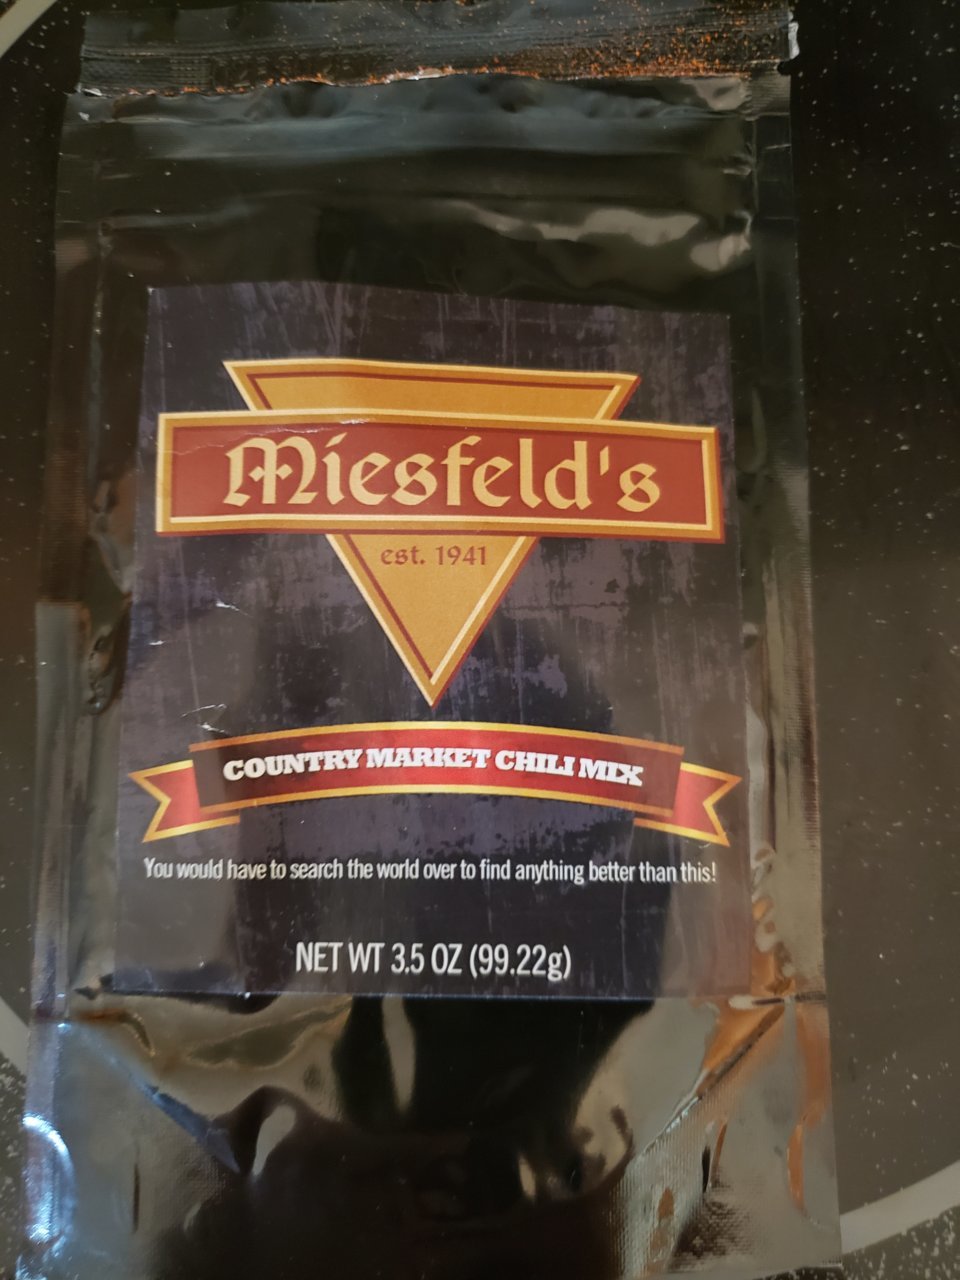 Miesfeld's
est. 1941
COUNTRY MARKET CHILI MIX
You would have to search the world over to find anything better than this!
NET WT 3.5 OZ (99.22g)